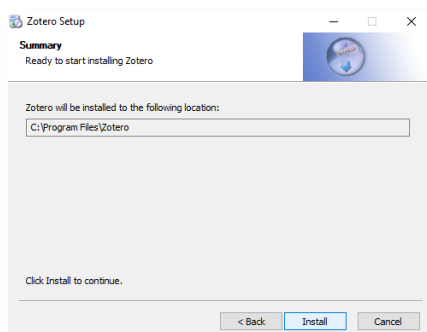 Zotero Setup
Summary
Ready to start installing Zotero
Zotero will be installed to the following location:
C:\Program Files\Zotero
Click Install to continue.
< Back
Install
Cancel